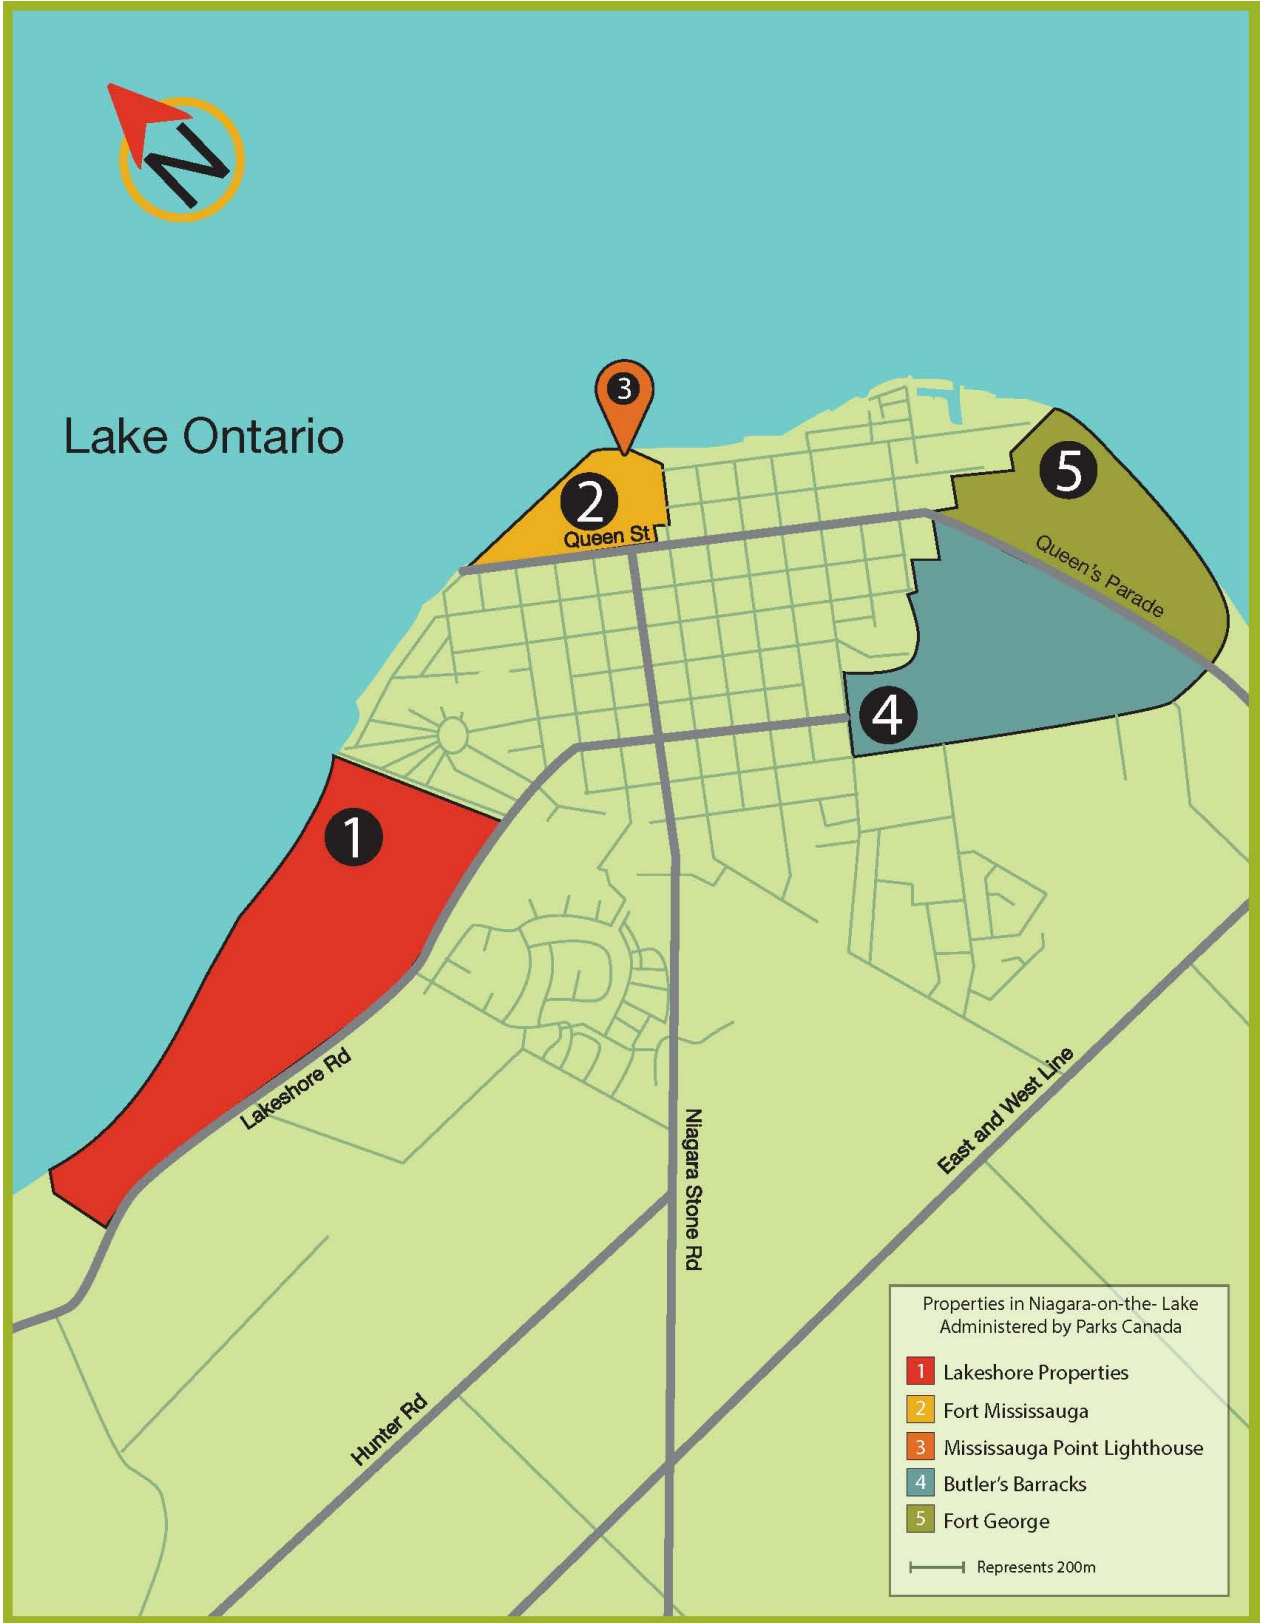 N
Lake Ontario
3
2
Queen St
5
Queen's Parade
4
1
Lakeshore Rd
Niagara Stone Rd
East and West Line
Hunter Rd
Properties in Niagara-on-the- Lake
Administered by Parks Canada
1 Lakeshore Properties
2 Fort Mississauga
3 Mississauga Point Lighthouse
4 Butler's Barracks
5 Fort George
Represents 200m